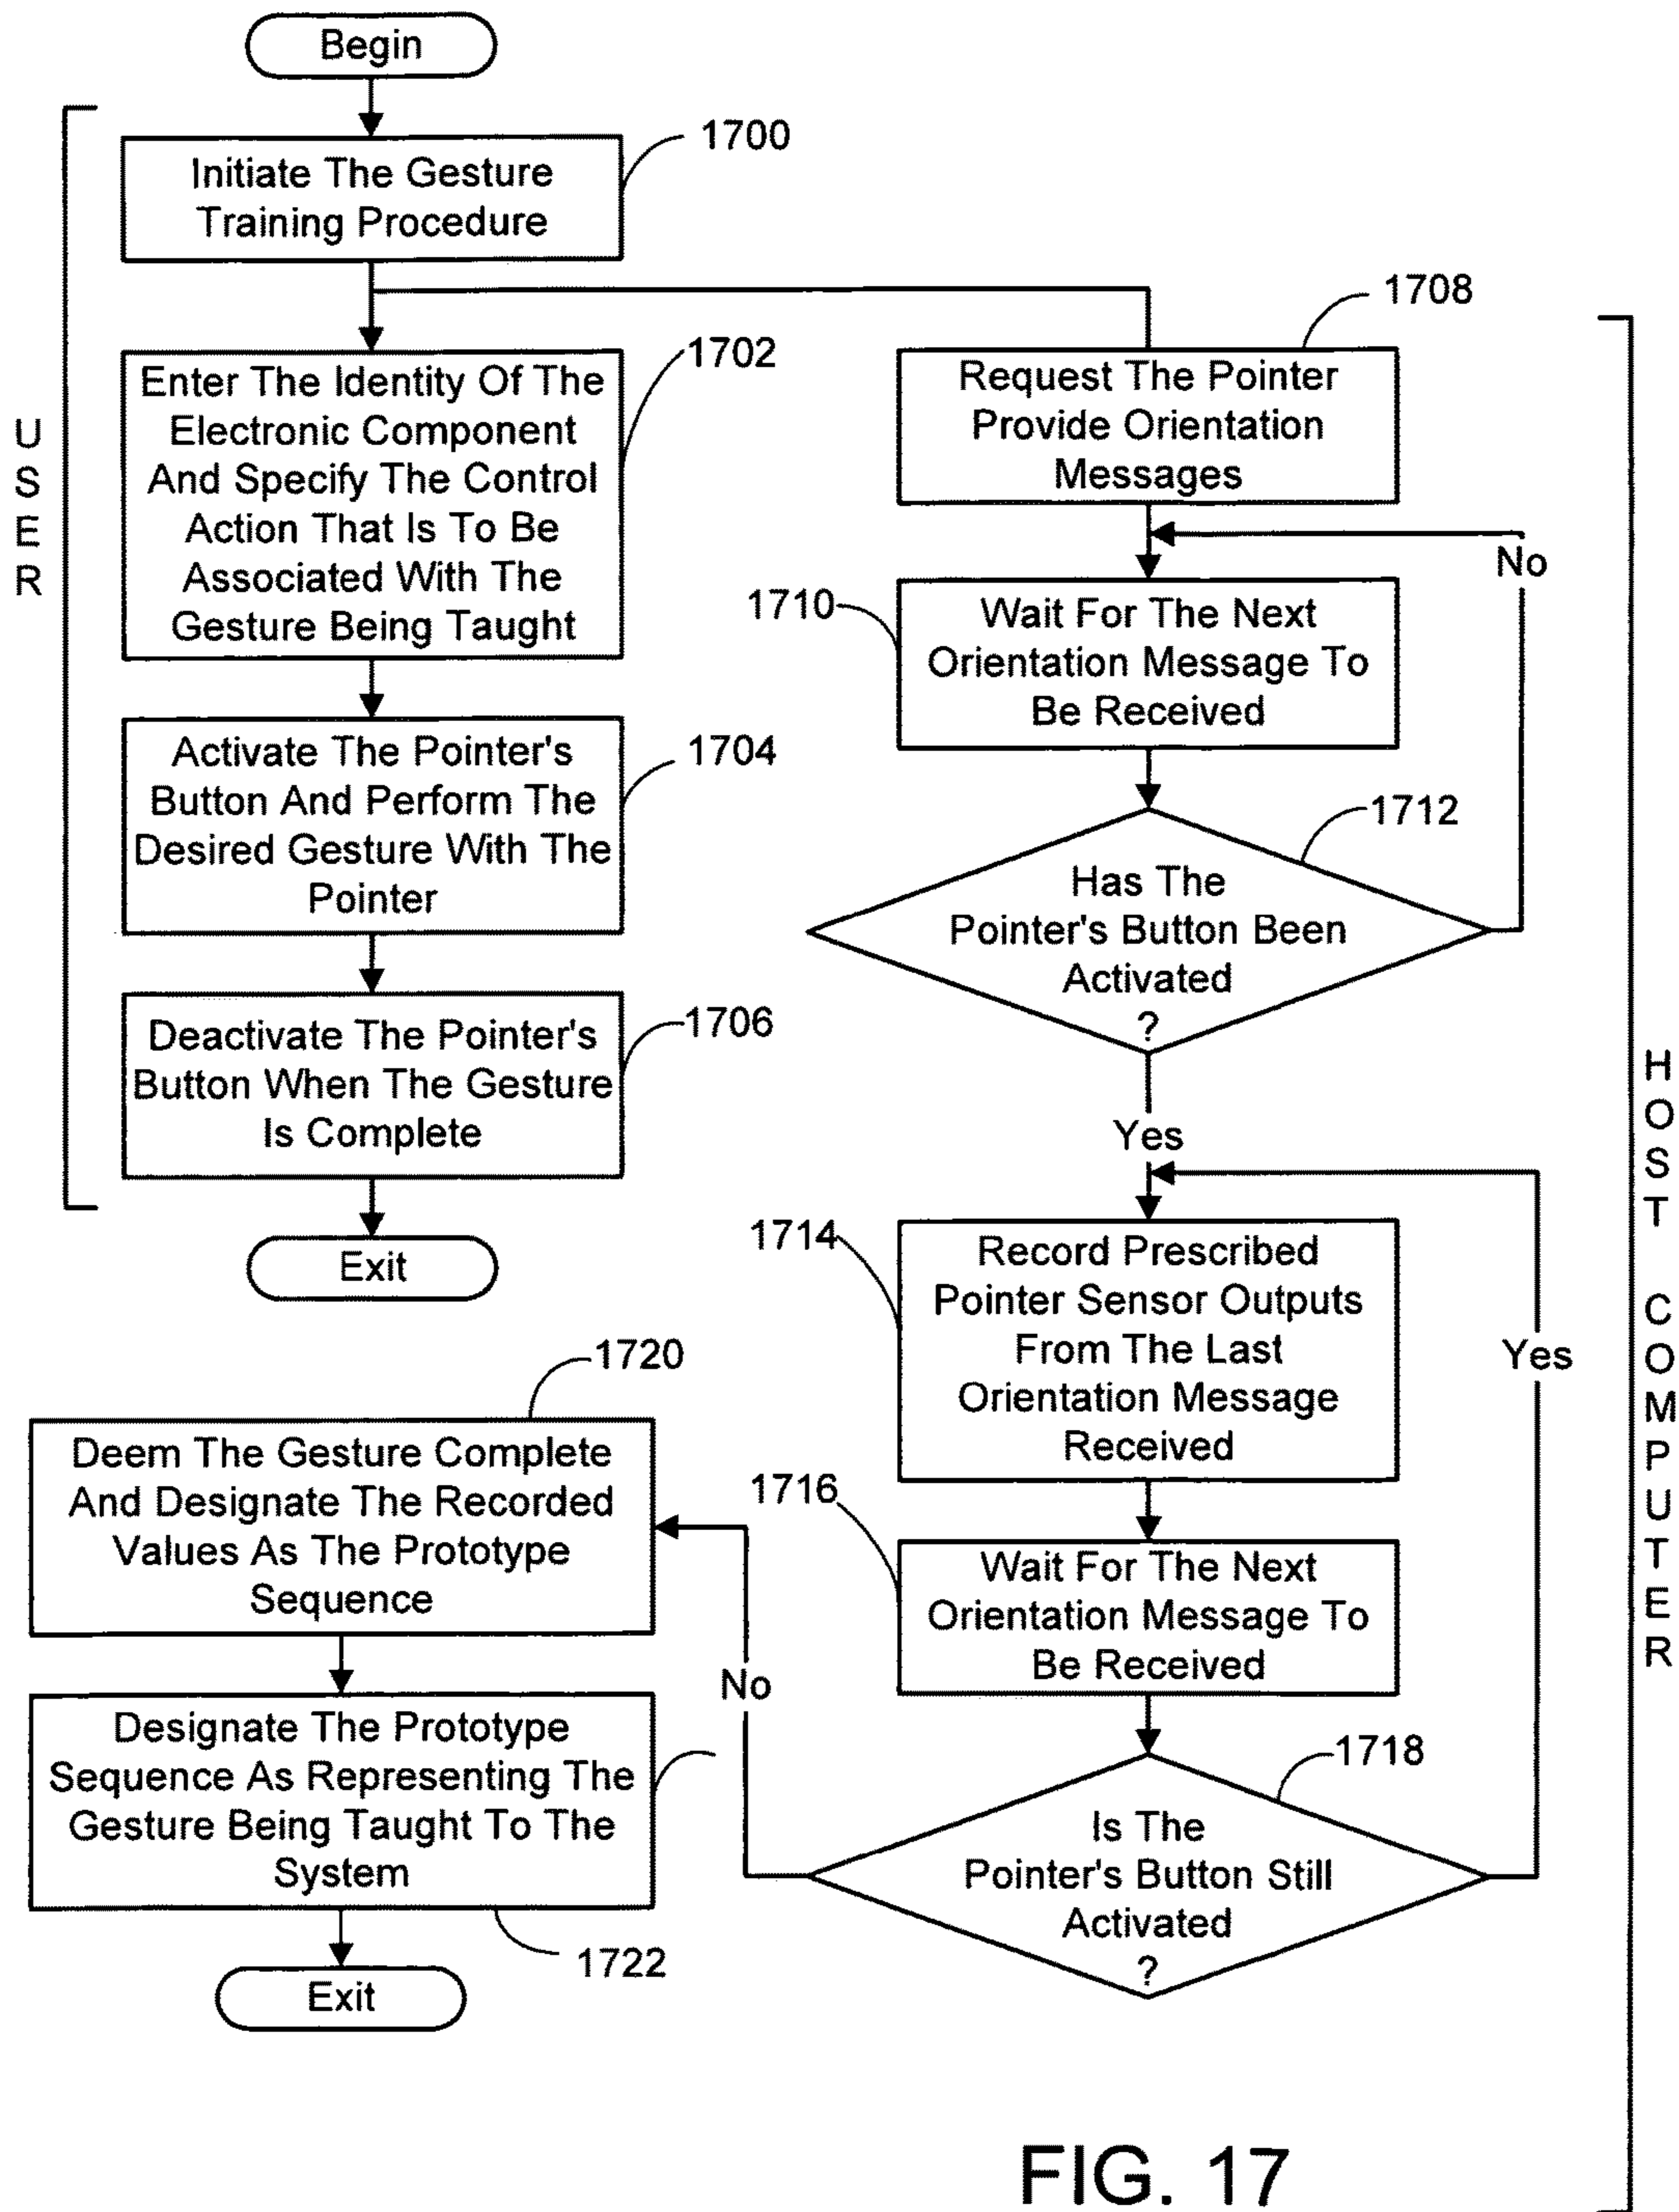 Begin
1700
Initiate The Gesture
Training Procedure
1702
Enter The Identity Of The
Electronic Component
And Specify The Control
Action That Is To Be
Associated With The
Gesture Being Taught
1704
Activate The Pointer's
Button And Perform The
Desired Gesture With The
Pointer
1706
Deactivate The Pointer's
Button When The Gesture
Is Complete
Exit
USER
1708
Request The Pointer
Provide Orientation
Messages
No
1710
Wait For The Next
Orientation Message To
Be Received
1712
Has The
Pointer's Button Been
Activated
?
Yes
1714
Record Prescribed
Pointer Sensor Outputs
From The Last
Orientation Message
Received
Yes
1716
Wait For The Next
Orientation Message To
Be Received
1718
Is The
Pointer's Button Still
Activated
?
No
1720
Deem The Gesture Complete
And Designate The Recorded
Values As The Prototype
Sequence
Designate The Prototype
Sequence As Representing The
Gesture Being Taught To The
System
1722
Exit
HOST COMPUTER
FIG. 17